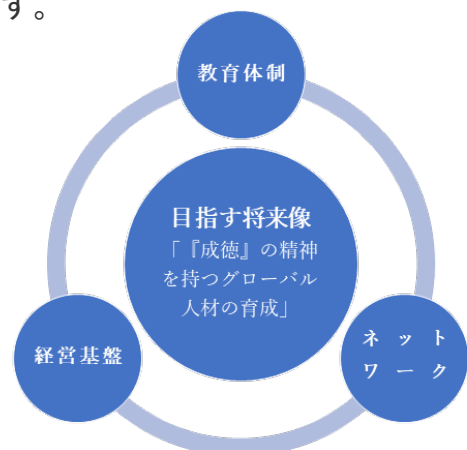 す。
教育体制
目指す将来像
「『成徳』の精神
を持つグローバル
人材の育成」
経営基盤
ネット
ワーク